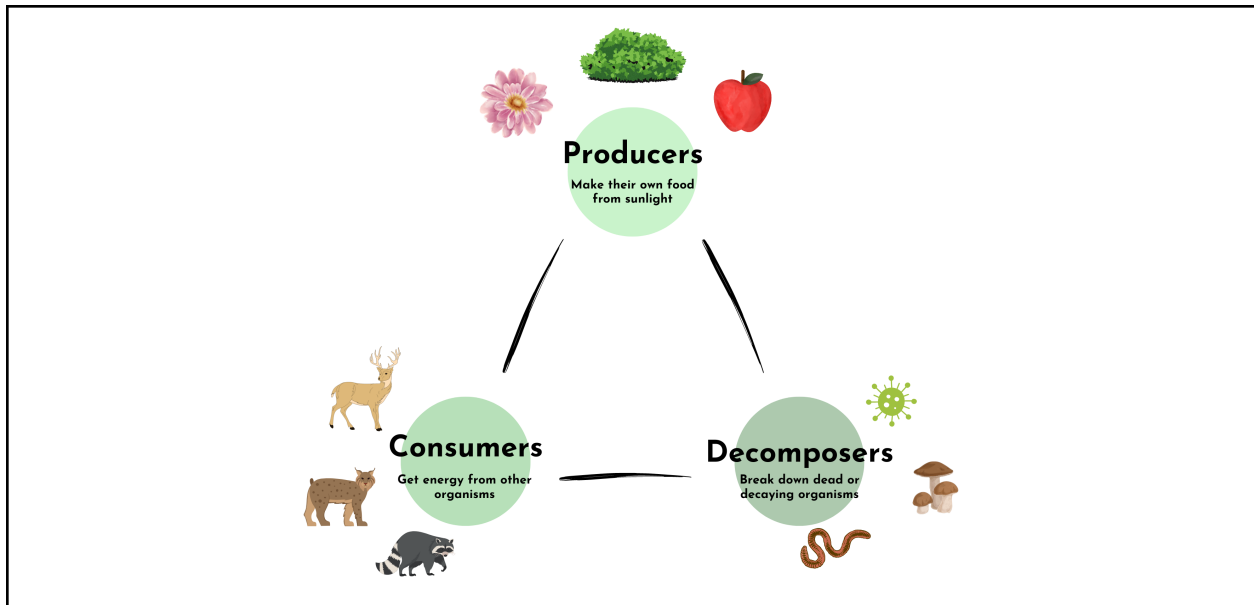 Producers
Make their own food
from sunlight
Consumers
Get energy from other
organisms
Decomposers
Break down dead or
decaying organisms